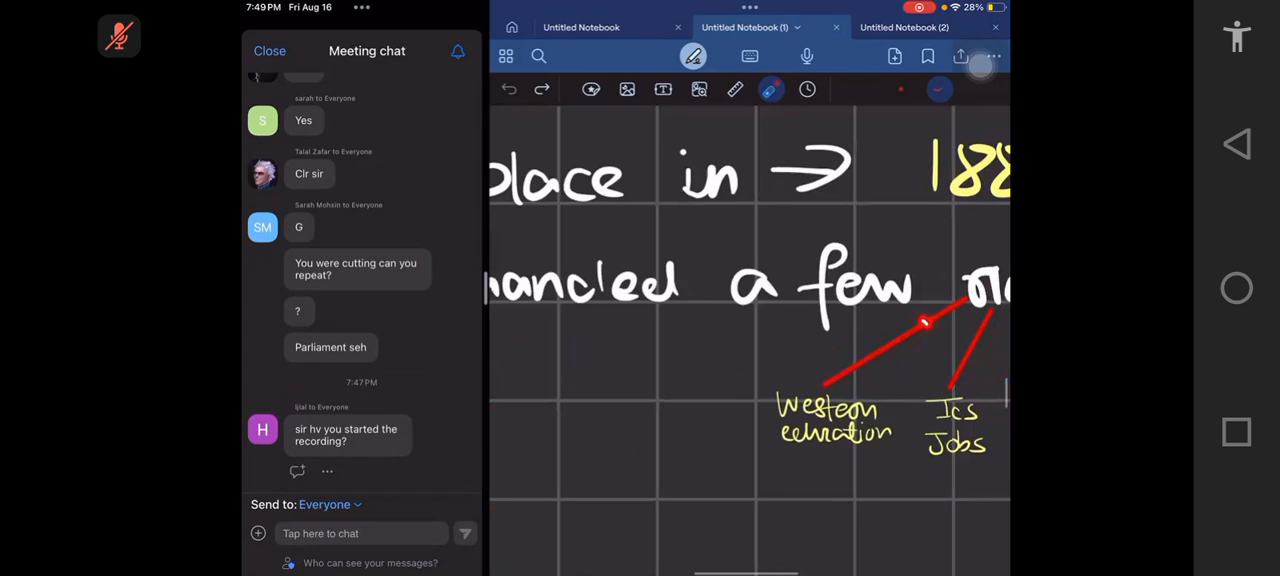 7:49PM Fri Aug 16
28%
Close
Meeting chat
sarah to Everyone
S
Yes
Talal Zafar to Everyone
Clr sir
Sarah Mohsin to Everyone
SM
G
You were cutting can you
repeat?
?
Parliament seh
7:47PM
Ijlal to Everyone
H
sir hv you started the
recording?
Send to: Everyone
Tap here to chat
Who can see your messages?
Untitled Notebook
Untitled Notebook (1)
Untitled Notebook (2)
place in → 188
manded a few
Western
education
Ics
Jobs